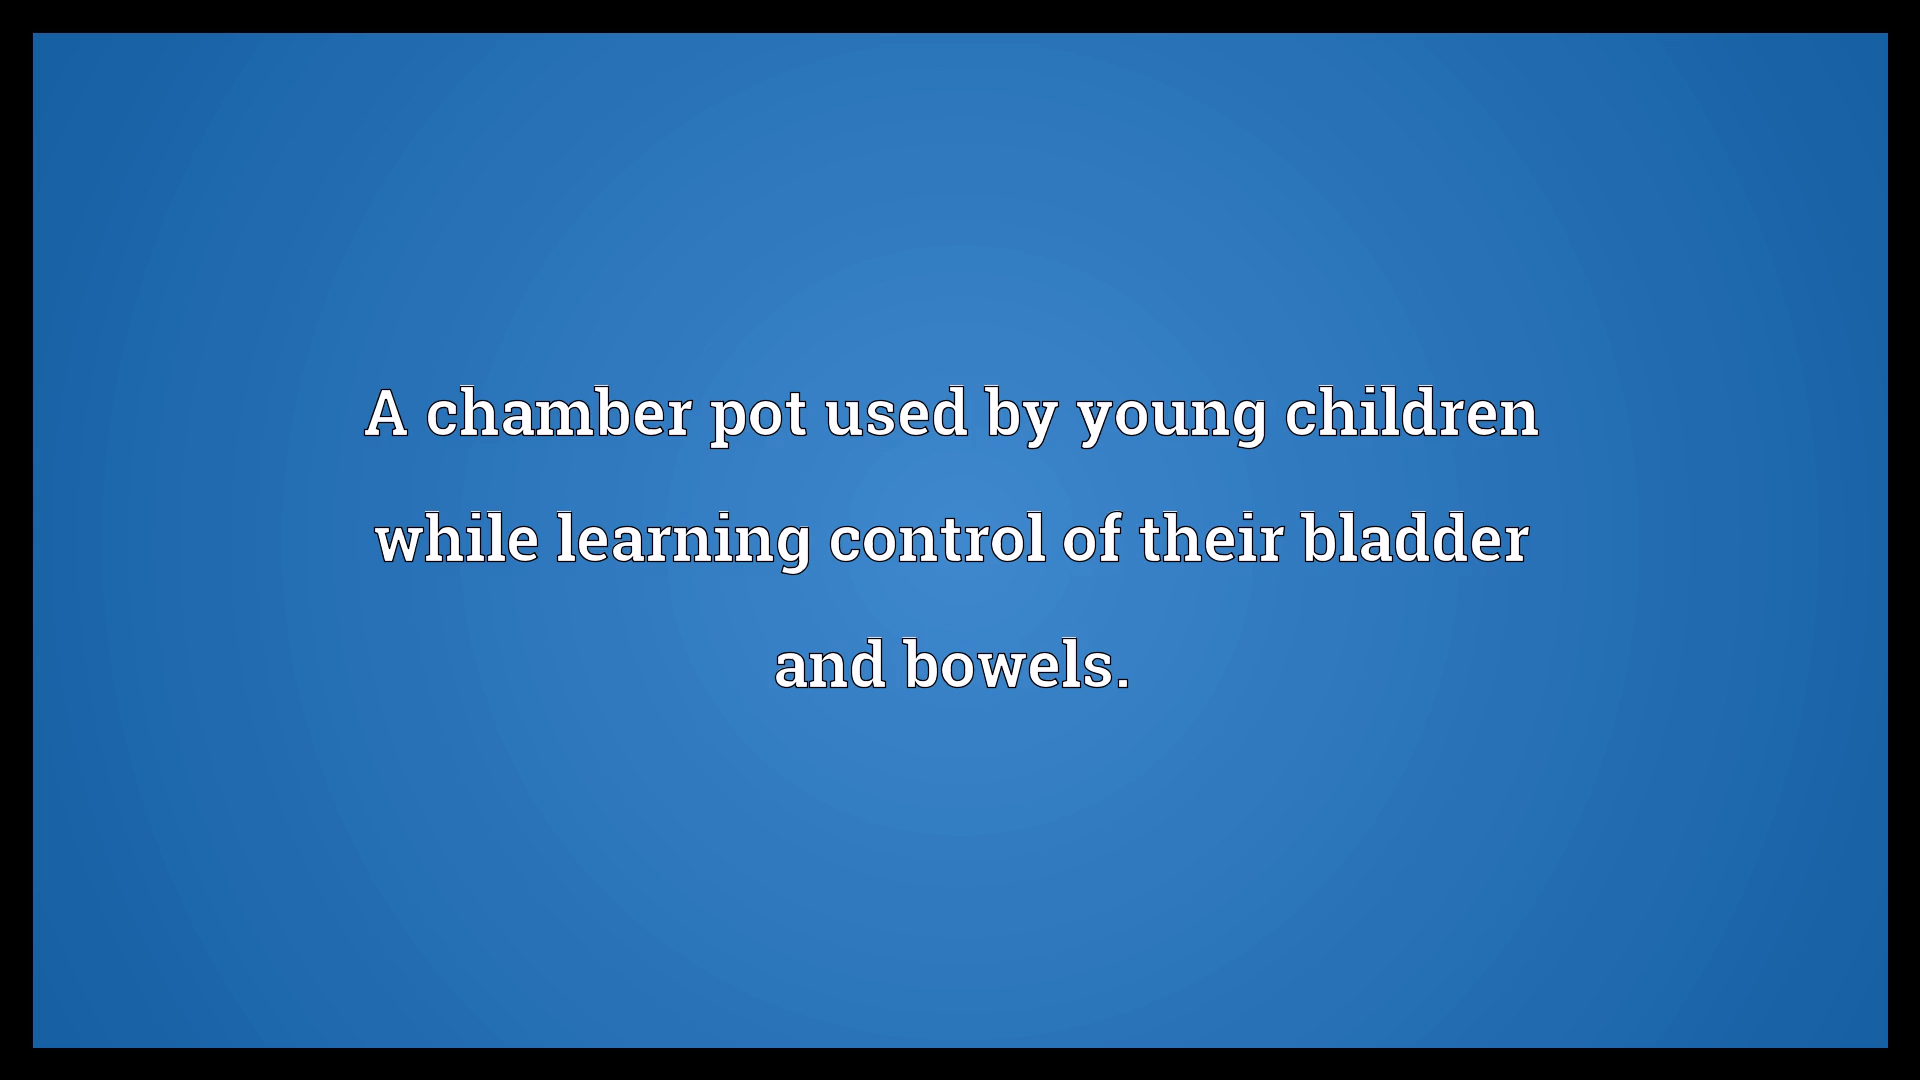 A chamber pot used by young children
while learning control of their bladder
and bowels.